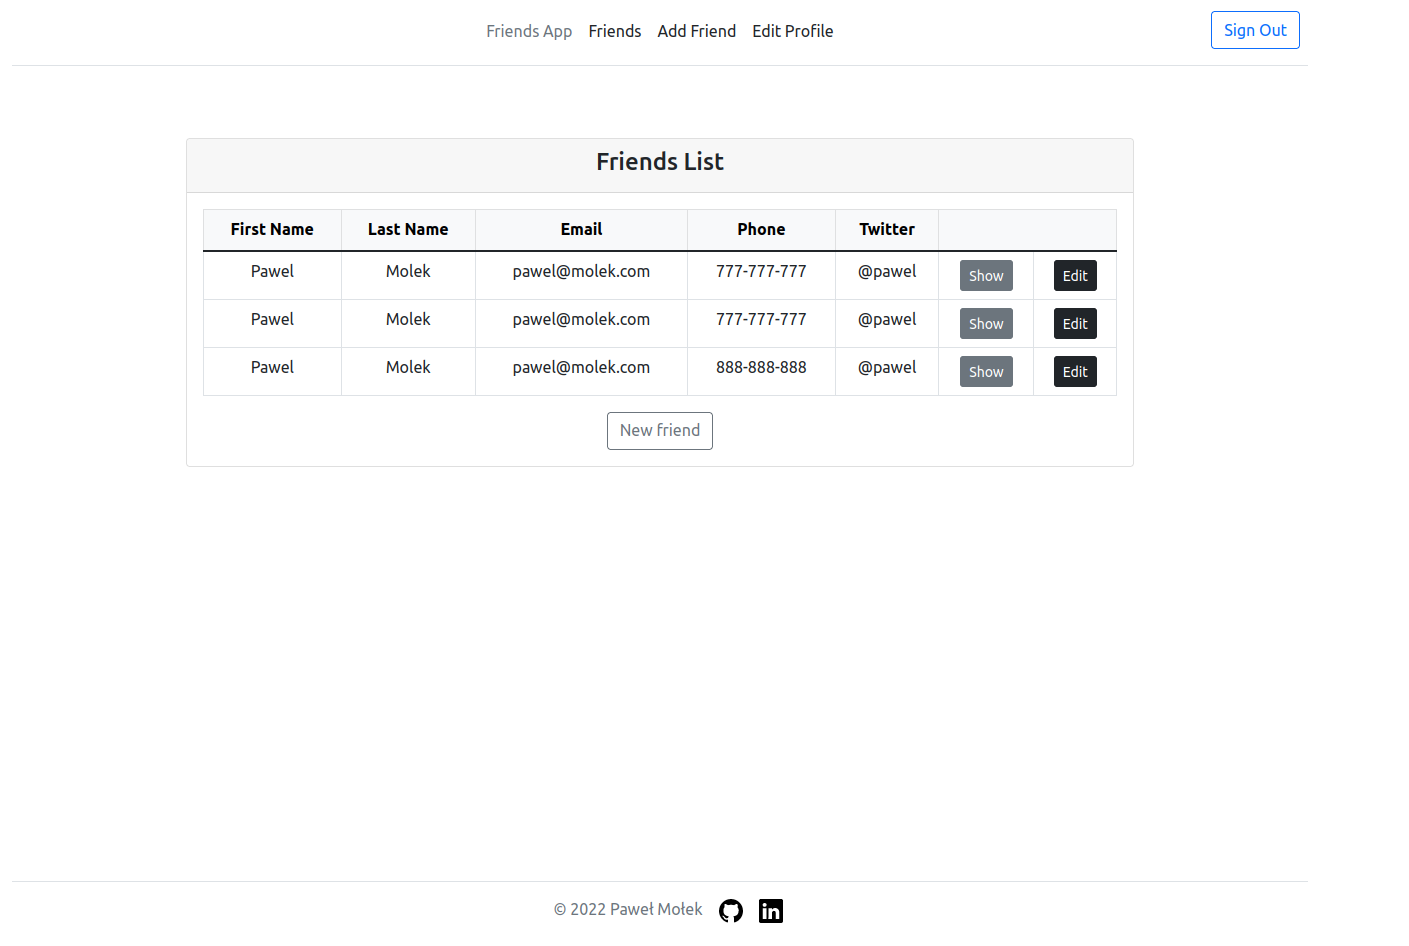 Friends App Friends Add Friend Edit Profile Sign Out
Friends List
First Name Last Name Email Phone Twitter
Pawel Molek pawel@molek.com 777-777-777 @pawel Show Edit
Pawel Molek pawel@molek.com 777-777-777 @pawel Show Edit
Pawel Molek pawel@molek.com 888-888-888 @pawel Show Edit
New friend
© 2022 Paweł Mołek in